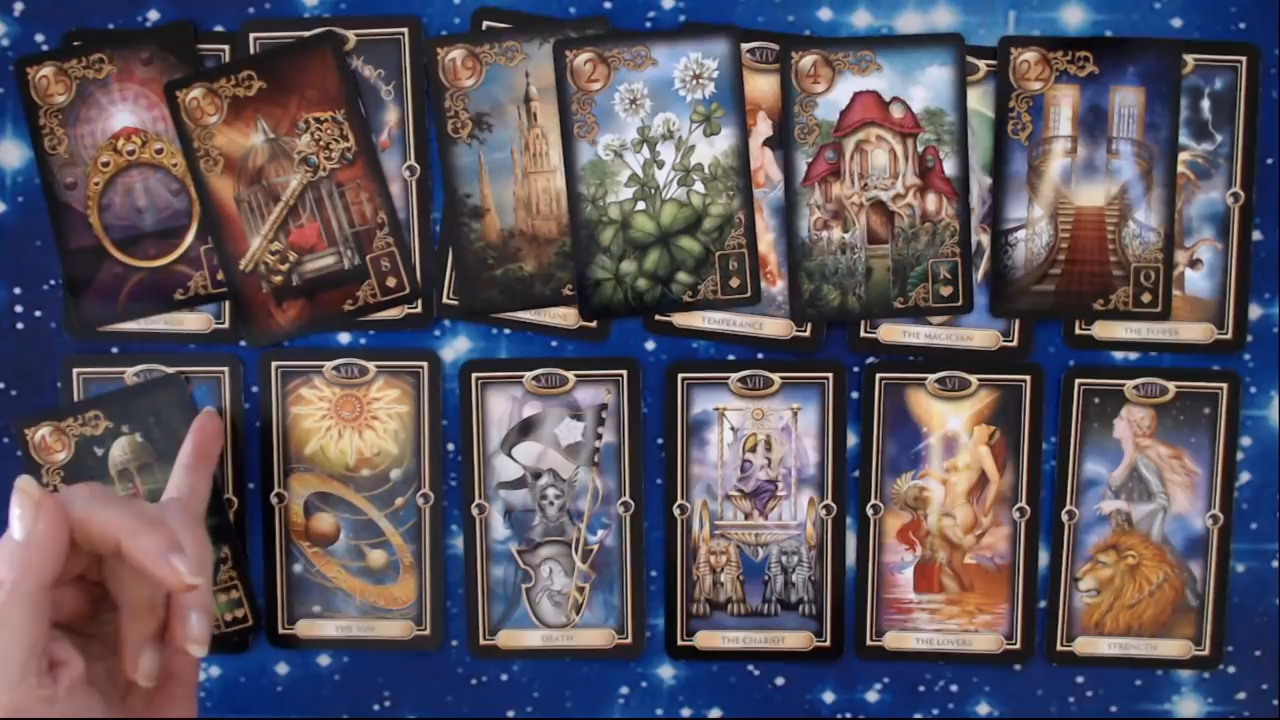 25
33
8
19
FORTUNE
2
6
XIV
TEMPERANCE
4
K
THE MAGICIAN
22
Q
THE TOWER
XIX
THE SUN
XIII
DEATH
VII
THE CHARIOT
VI
THE LOVERS
VIII
STRENGTH